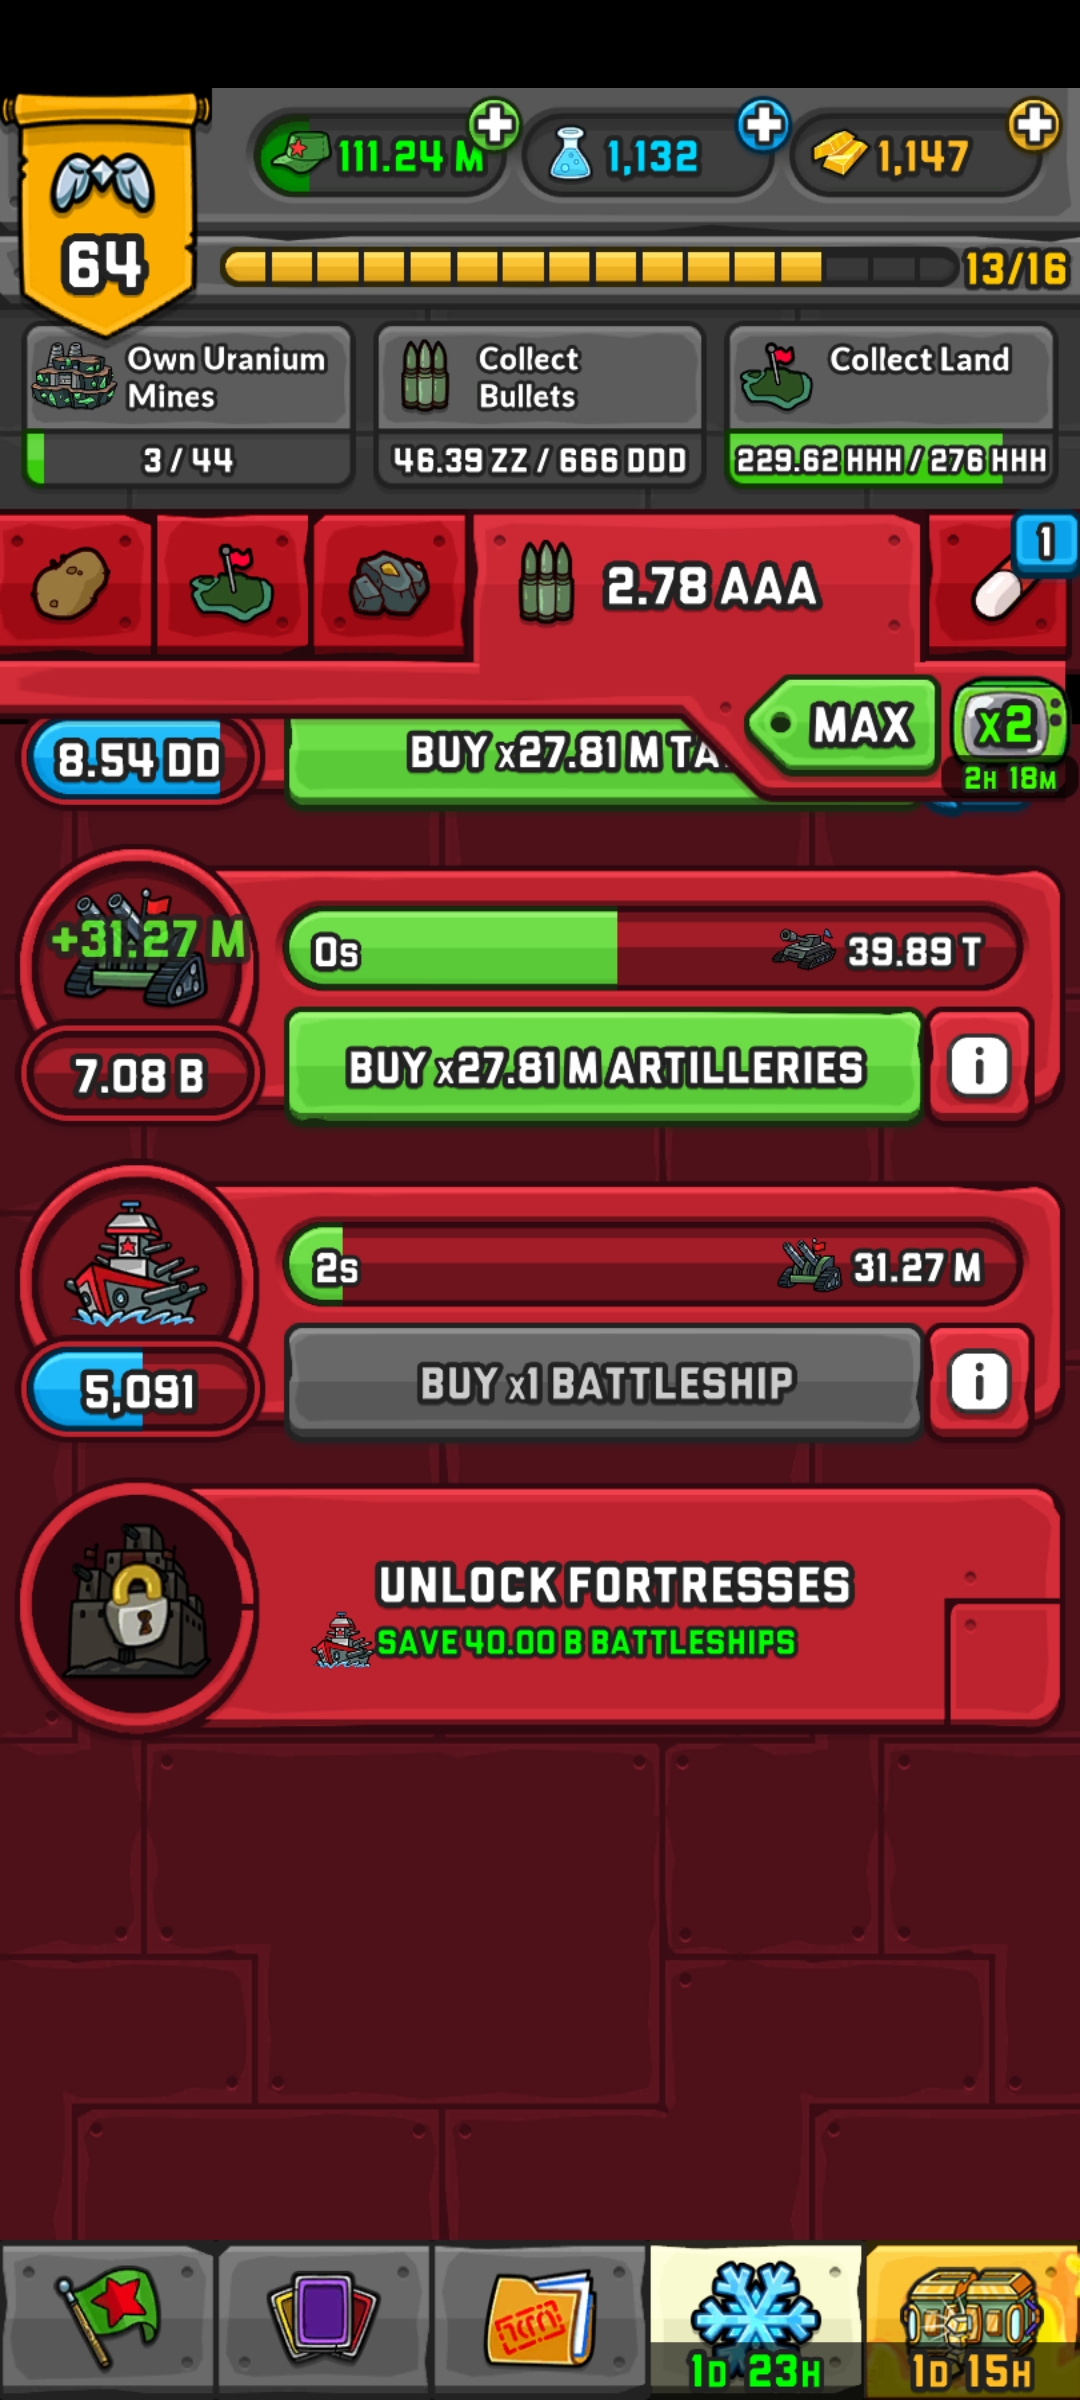 111.24 M
1,132
1,147
64
13/16
Own Uranium
Mines
3 / 44
Collect
Bullets
46.39 ZZ / 666 DDD
Collect Land
229.62 HHH / 276 HHH
2.78 AAA
1
MAX
x2
2H 18M
8.54 DD
BUY x27.81 M TA
+31.27 M
0s
39.89 T
7.08 B
BUY x27.81 M ARTILLERIES
i
2s
31.27 M
5,091
BUY x1 BATTLESHIP
i
UNLOCK FORTRESSES
SAVE 40.00 B BATTLESHIPS
1D 23H
1D 15H